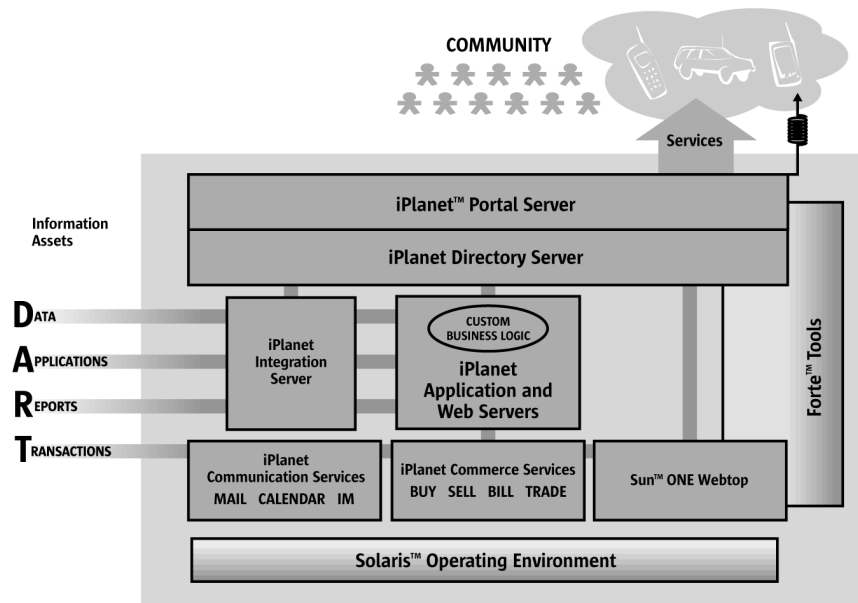 COMMUNITY
Services
iPlanet™ Portal Server
Information
Assets
iPlanet Directory Server
DATA
APPLICATIONS
REPORTS
TRANSACTIONS
iPlanet
Integration
Server
CUSTOM
BUSINESS LOGIC
iPlanet
Application and
Web Servers
Forte™ Tools
iPlanet
Communication Services
MAIL CALENDAR IM
iPlanet Commerce Services
BUY SELL BILL TRADE
Sun™ ONE Webtop
Solaris™ Operating Environment